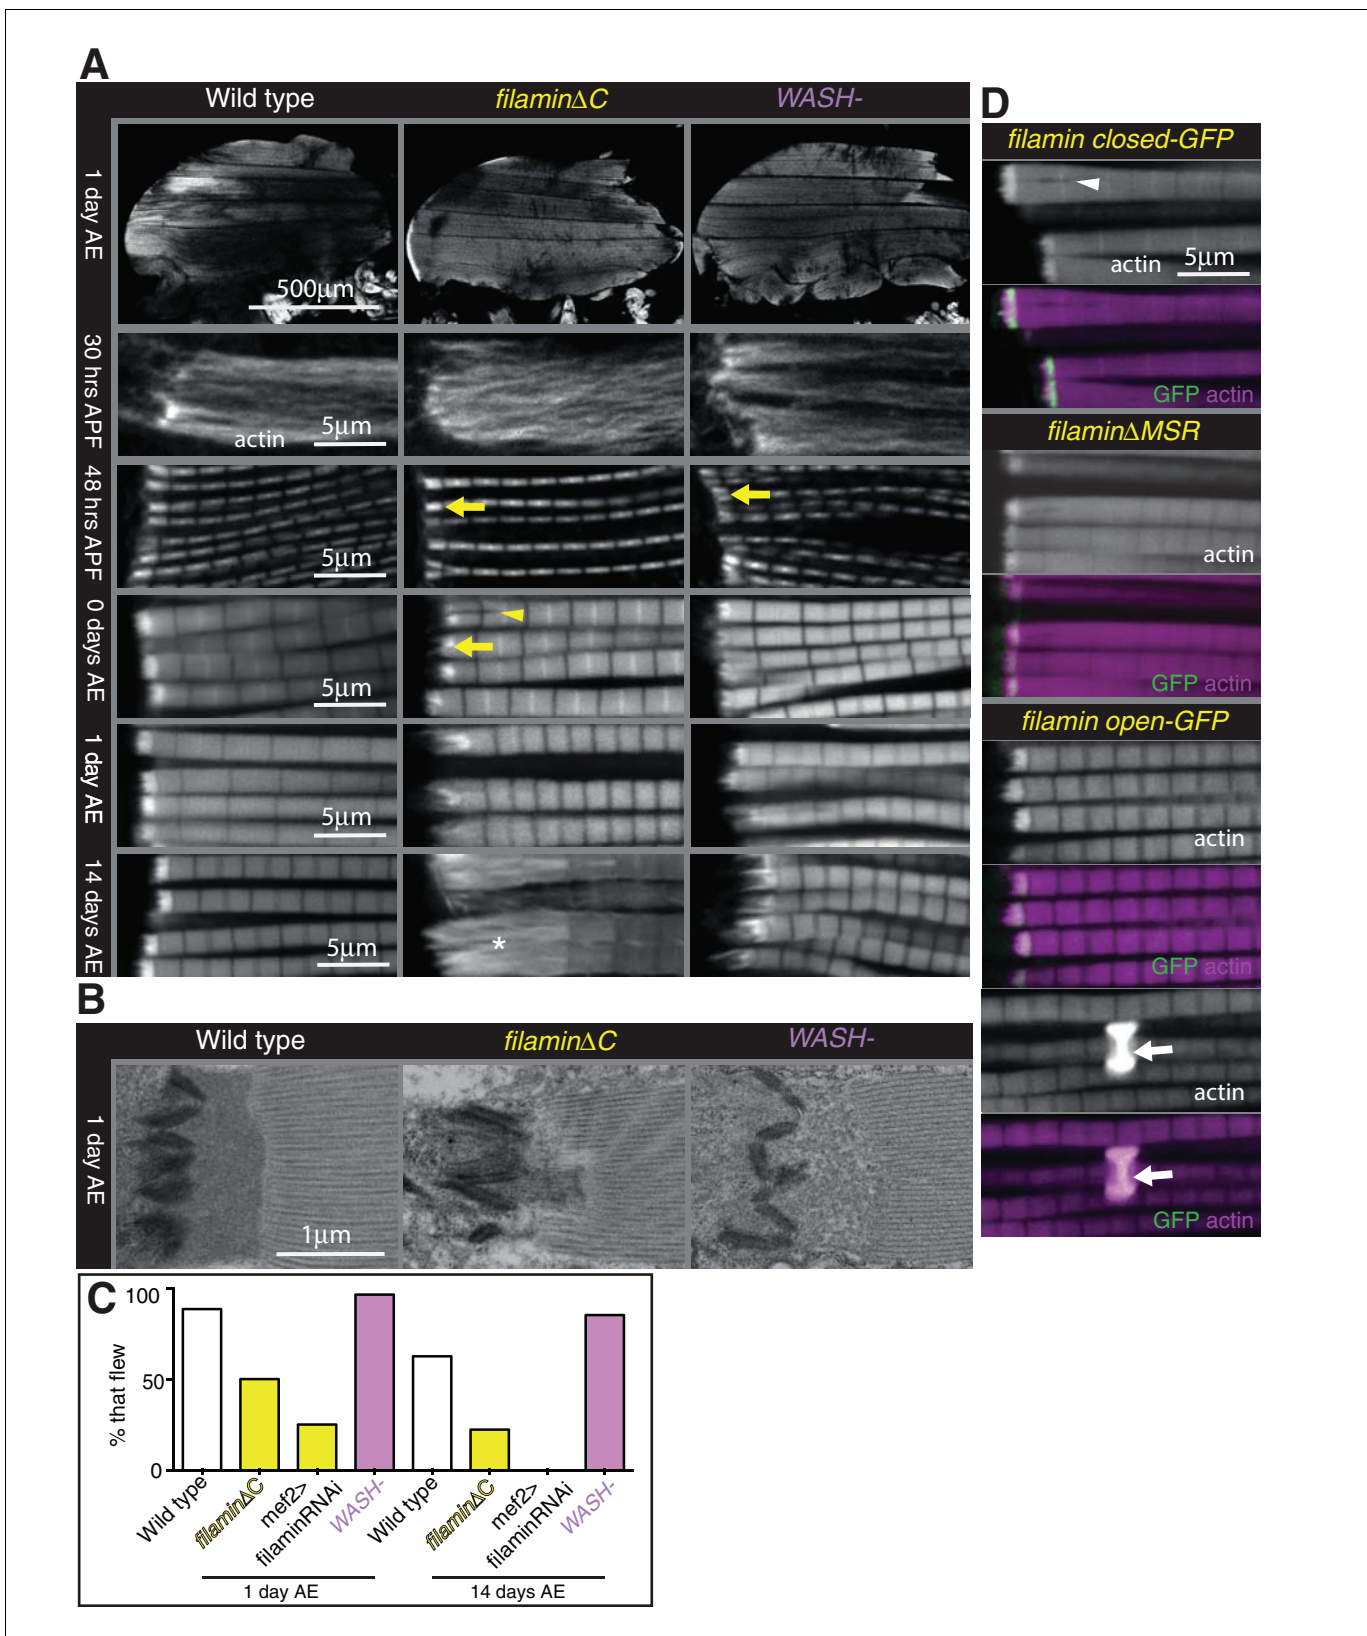 A
Wild type
filaminΔC
WASH-
1 day AE
500µm
30 hrs APF
actin
5µm
48 hrs APF
5µm
0 days AE
5µm
1 day AE
5µm
14 days AE
5µm
*
B
Wild type
filaminΔC
WASH-
1 day AE
1µm
C
% that flew
100
50
0
Wild type
filaminΔC
mef2>
filaminRNAi
WASH-
Wild type
filaminΔC
mef2>
filaminRNAi
WASH-
1 day AE
14 days AE
D
filamin closed-GFP
actin
5µm
GFP actin
filaminΔMSR
actin
GFP actin
filamin open-GFP
actin
GFP actin
actin
GFP actin